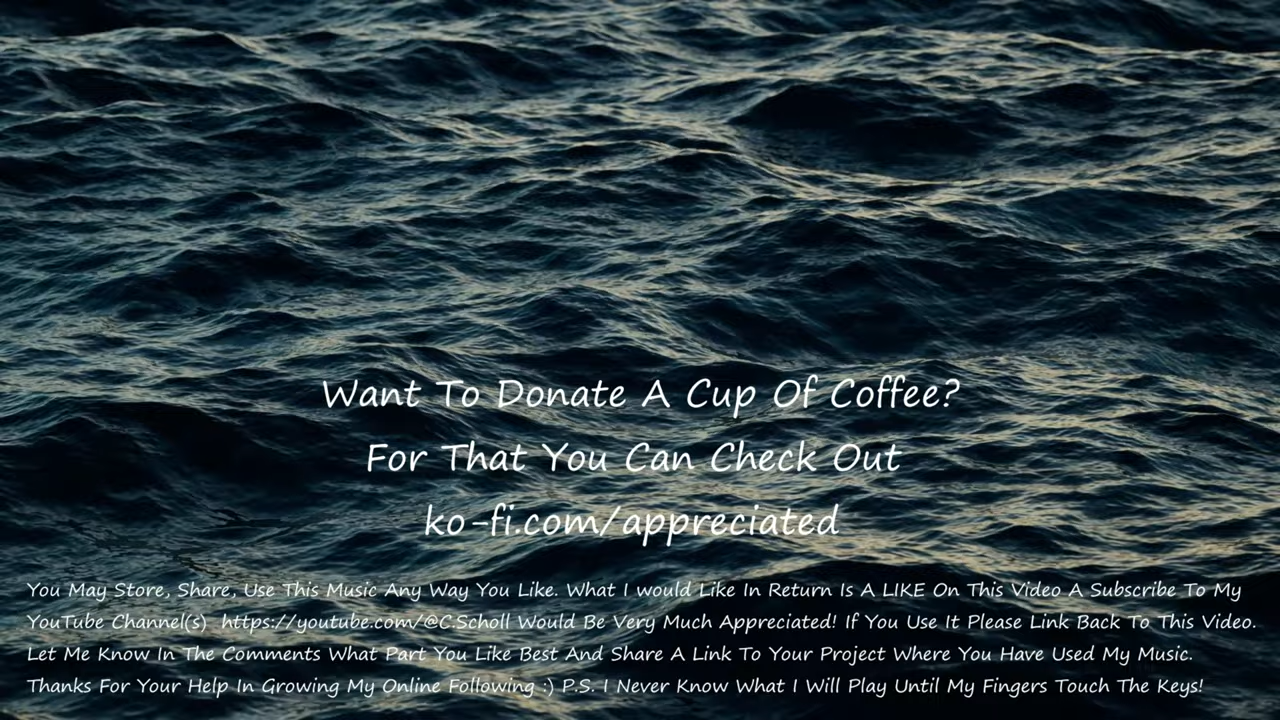 Want To Donate A Cup Of Coffee?
For That You Can Check Out
ko-fi.com/appreciated
You May Store, Share, Use This Music Any Way You Like. What I would Like In Return Is A LIKE On This Video A Subscribe To My
YouTube Channel(s) https://youtube.com/@C.Scholl Would Be Very Much Appreciated! If You Use It Please Link Back To This Video.
Let Me Know In The Comments What Part You Like Best And Share A Link To Your Project Where You Have Used My Music.
Thanks For Your Help In Growing My Online Following :) P.S. I Never Know What I Will Play Until My Fingers Touch The Keys!